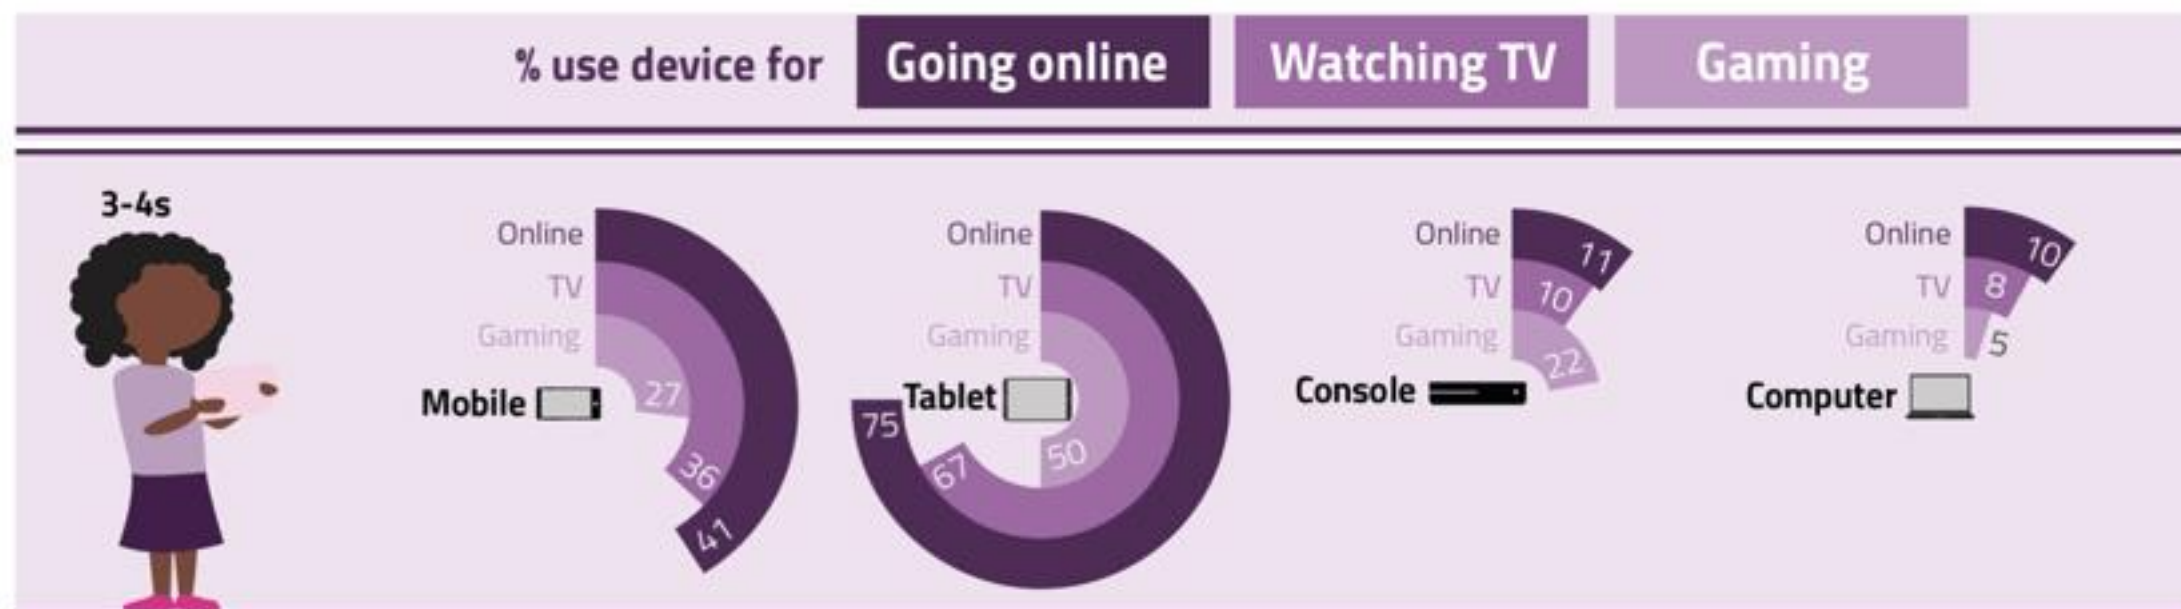 % use device for Going online Watching TV Gaming
3-4s
Online
TV
Gaming
Mobile
27
36
41
Online
TV
Gaming
Tablet
75
67
50
Online
TV
Gaming
Console
11
10
22
Online
TV
Gaming
Computer
10
8
5